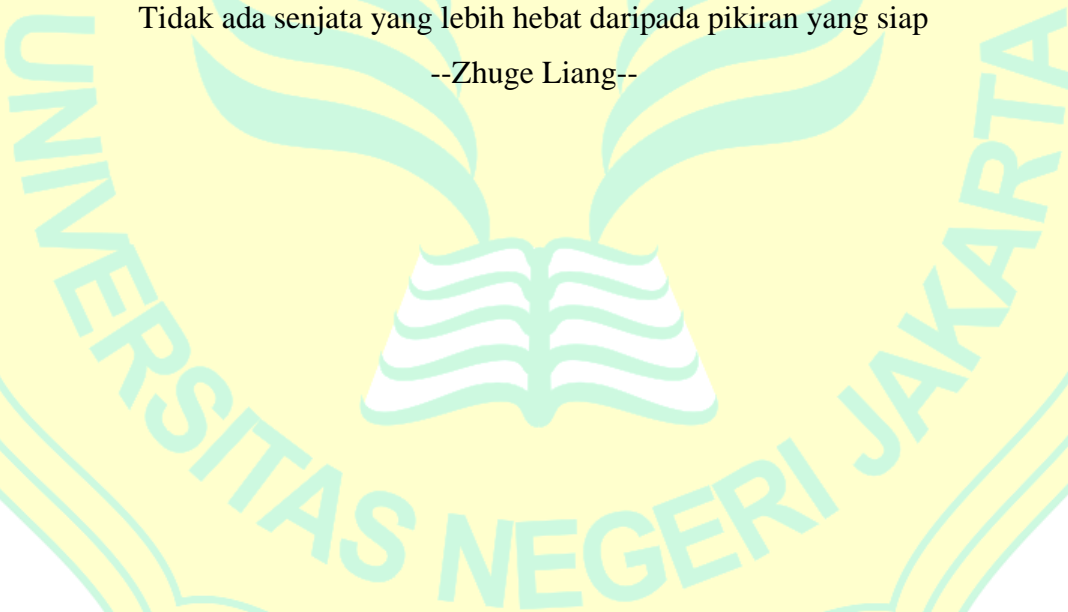 Tidak ada senjata yang lebih hebat daripada pikiran yang siap
--Zhuge Liang--
UNIVERSITAS NEGERI JAKARTA